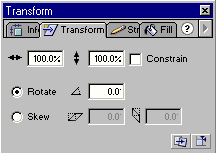 Transform
Inf Transform Str Fill ?
100.0% 100.0% Constrain
Rotate 0.0°
Skew 0.0° 0.0°